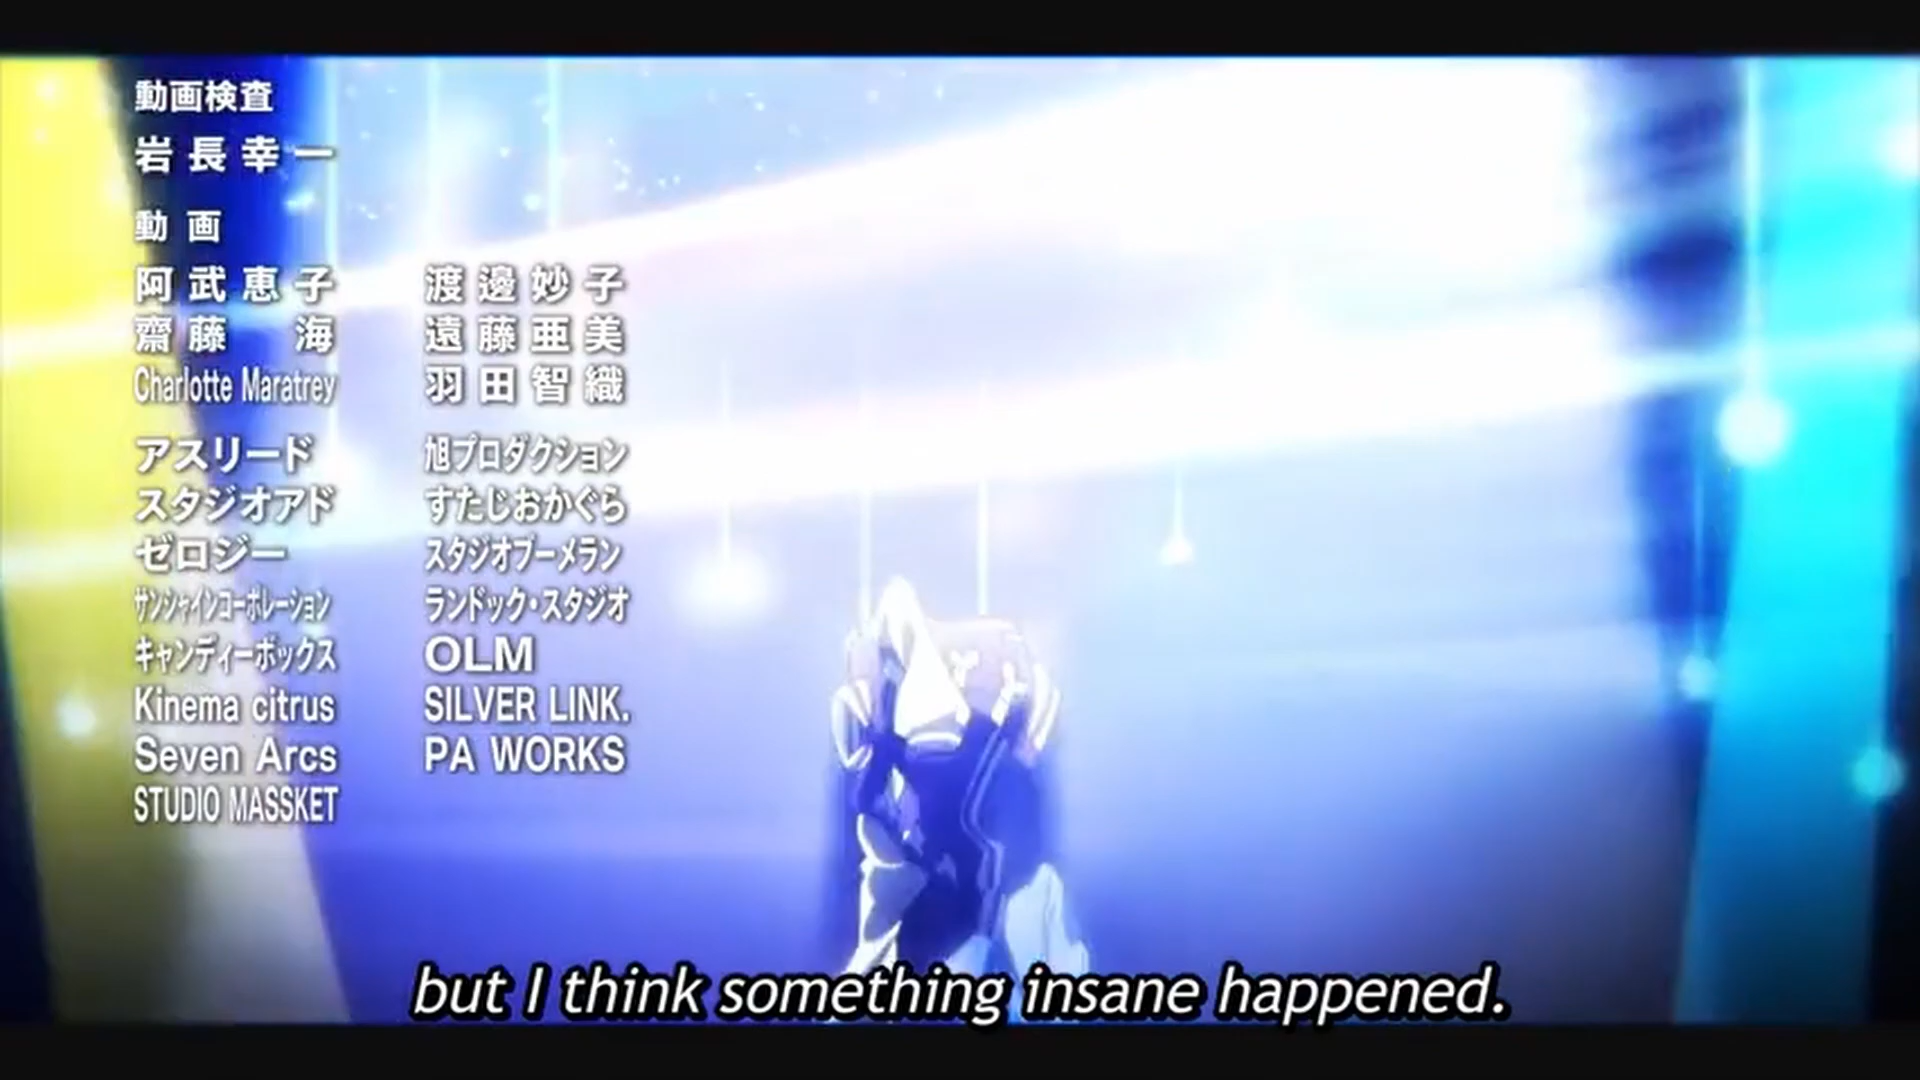 動画検査
岩長幸一
動画
阿武恵子 渡邊妙子
齋藤 海 遠藤亜美
Charlotte Maratrey 羽田智織
アスリード 旭プロダクション
スタジオアド すたじおかぐら
ゼロジー スタジオブーメラン
サンシャインコーポレーション ランドック・スタジオ
キャンディーボックス OLM
Kinema citrus SILVER LINK.
Seven Arcs PA WORKS
STUDIO MASSKET
but I think something insane happened.